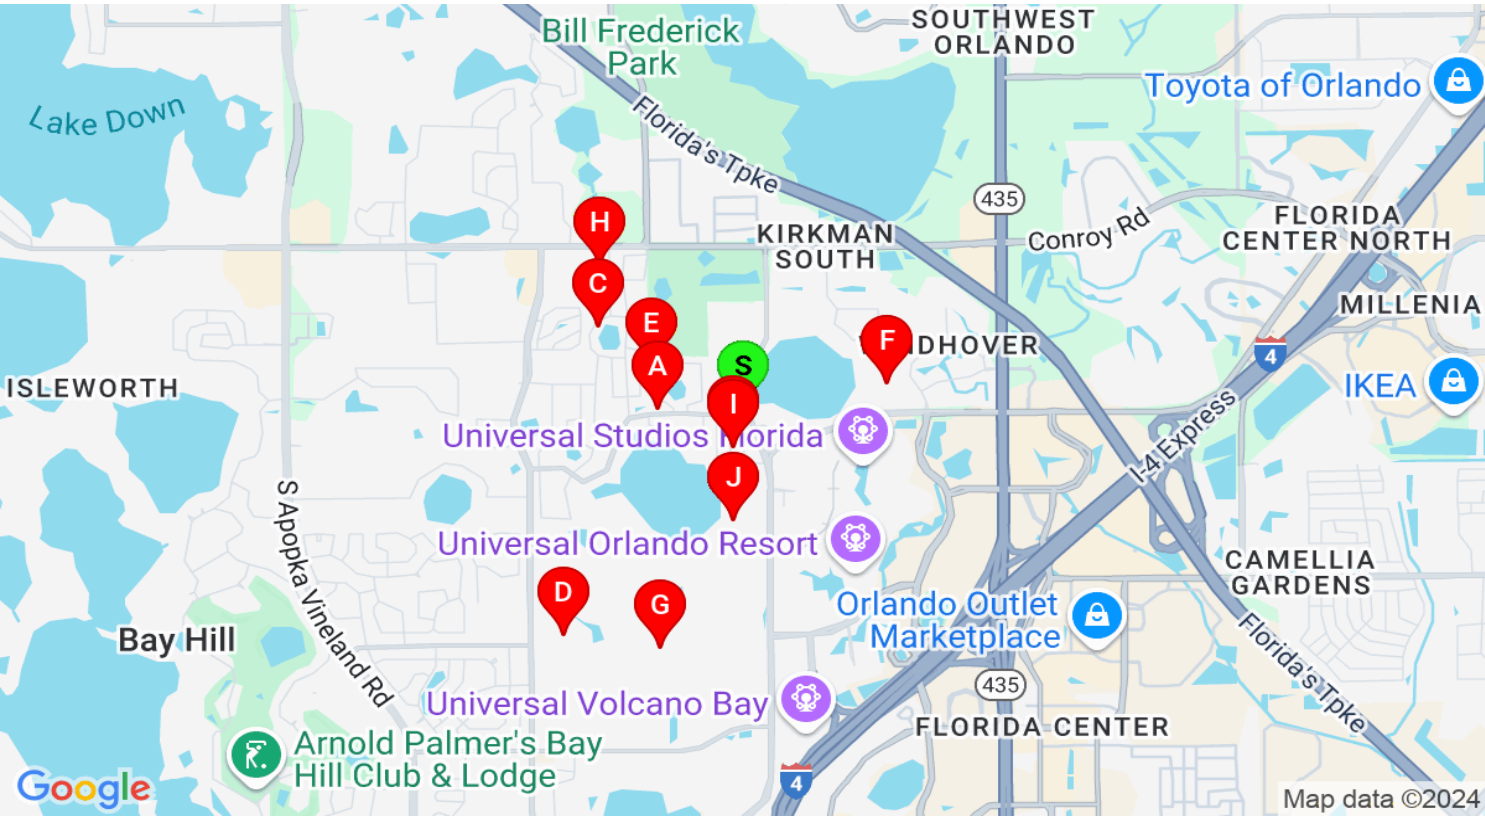 SOUTHWEST
ORLANDO
Bill Frederick
Park
Toyota of Orlando
Lake Down
Florida's Tpke
435
H
KIRKMAN
SOUTH
Conroy Rd
FLORIDA
CENTER NORTH
C
MILLENIA
E
F
DHOVER
4
A
S
ISLEWORTH
IKEA
I
Universal Studios Florida
I-4 Express
J
S Apopka Vineland Rd
Universal Orlando Resort
CAMELLIA
GARDENS
D
G
Orlando Outlet
Marketplace
Bay Hill
Florida's Tpke
435
Universal Volcano Bay
FLORIDA CENTER
Arnold Palmer's Bay
Hill Club & Lodge
4
Google
Map data ©2024